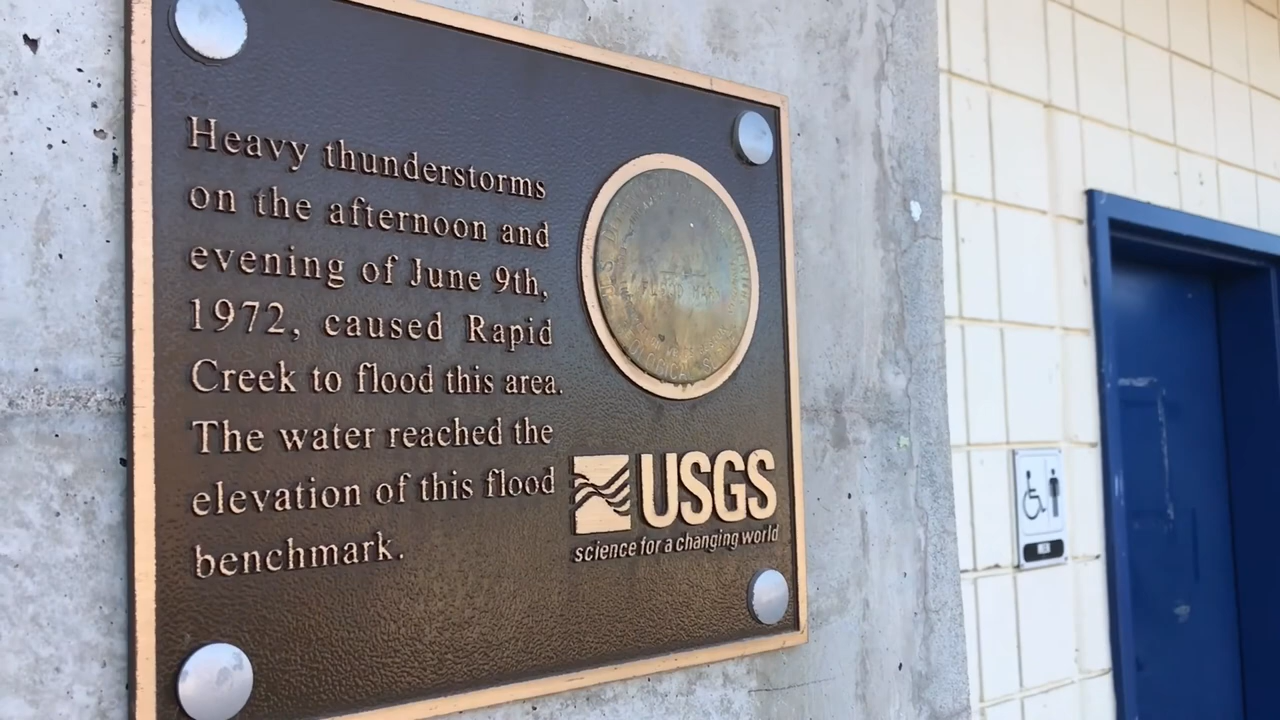 Heavy thunderstorms
on the afternoon and
evening of June 9th,
1972, caused Rapid
Creek to flood this area.
The water reached the
elevation of this flood
benchmark.
USGS
science for a changing world